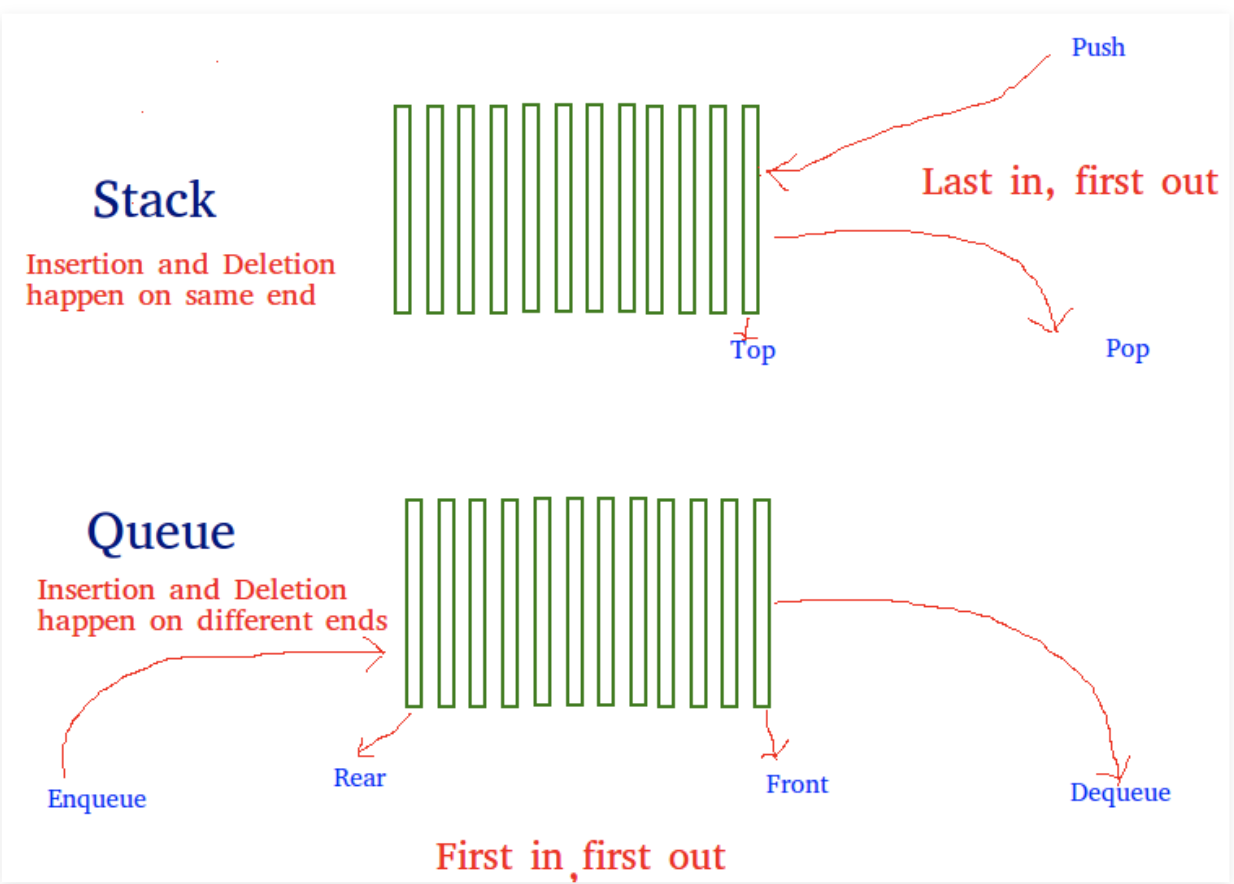 Push
Last in, first out
Stack
Insertion and Deletion
happen on same end
Top
Pop
Queue
Insertion and Deletion
happen on different ends
Rear
Front
Enqueue
Dequeue
First in,first out